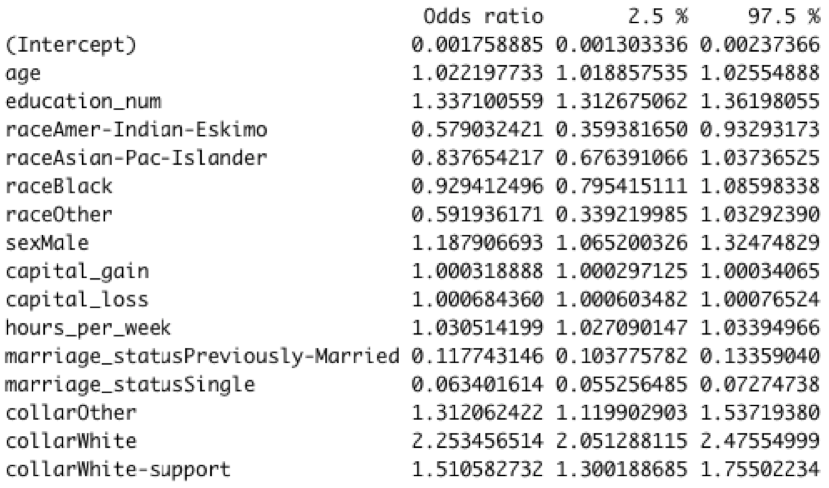 Odds ratio 2.5 % 97.5 %
(Intercept) 0.001758885 0.001303336 0.00237366
age 1.022197733 1.018857535 1.02554888
education_num 1.337100559 1.312675062 1.36198055
raceAmer-Indian-Eskimo 0.579032421 0.359381650 0.93293173
raceAsian-Pac-Islander 0.837654217 0.676391066 1.03736525
raceBlack 0.929412496 0.795415111 1.08598338
raceOther 0.591936171 0.339219985 1.03292390
sexMale 1.187906693 1.065200326 1.32474829
capital_gain 1.000318888 1.000297125 1.00034065
capital_loss 1.000684360 1.000603482 1.00076524
hours_per_week 1.030514199 1.027090147 1.03394966
marriage_statusPreviously-Married 0.117743146 0.103775782 0.13359040
marriage_statusSingle 0.063401614 0.055256485 0.07274738
collarOther 1.312062422 1.119902903 1.53719380
collarWhite 2.253456514 2.051288115 2.47554999
collarWhite-support 1.510582732 1.300188685 1.75502234